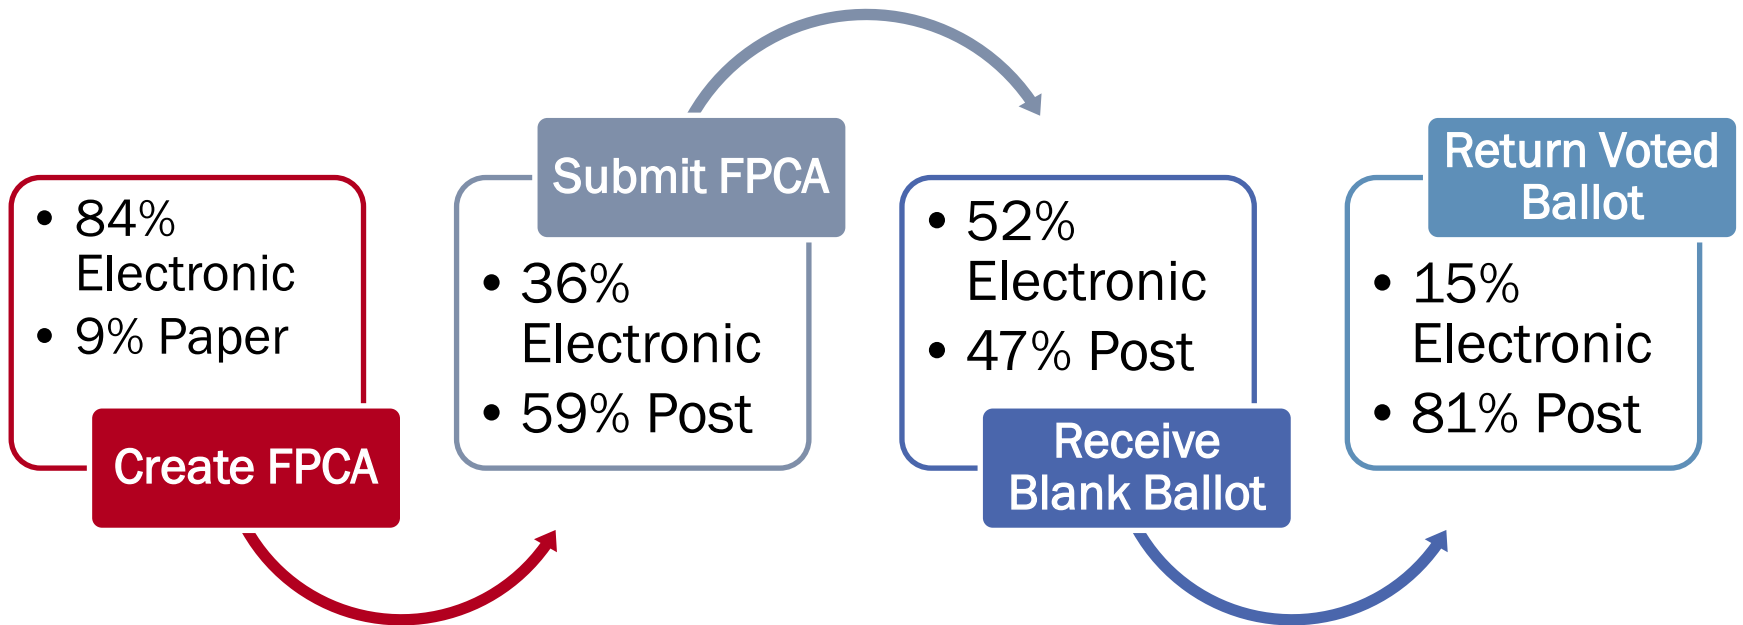 • 84%
Electronic
• 9% Paper
Create FPCA
Submit FPCA
• 36%
Electronic
• 59% Post
• 52%
Electronic
• 47% Post
Receive
Blank Ballot
Return Voted
Ballot
• 15%
Electronic
• 81% Post